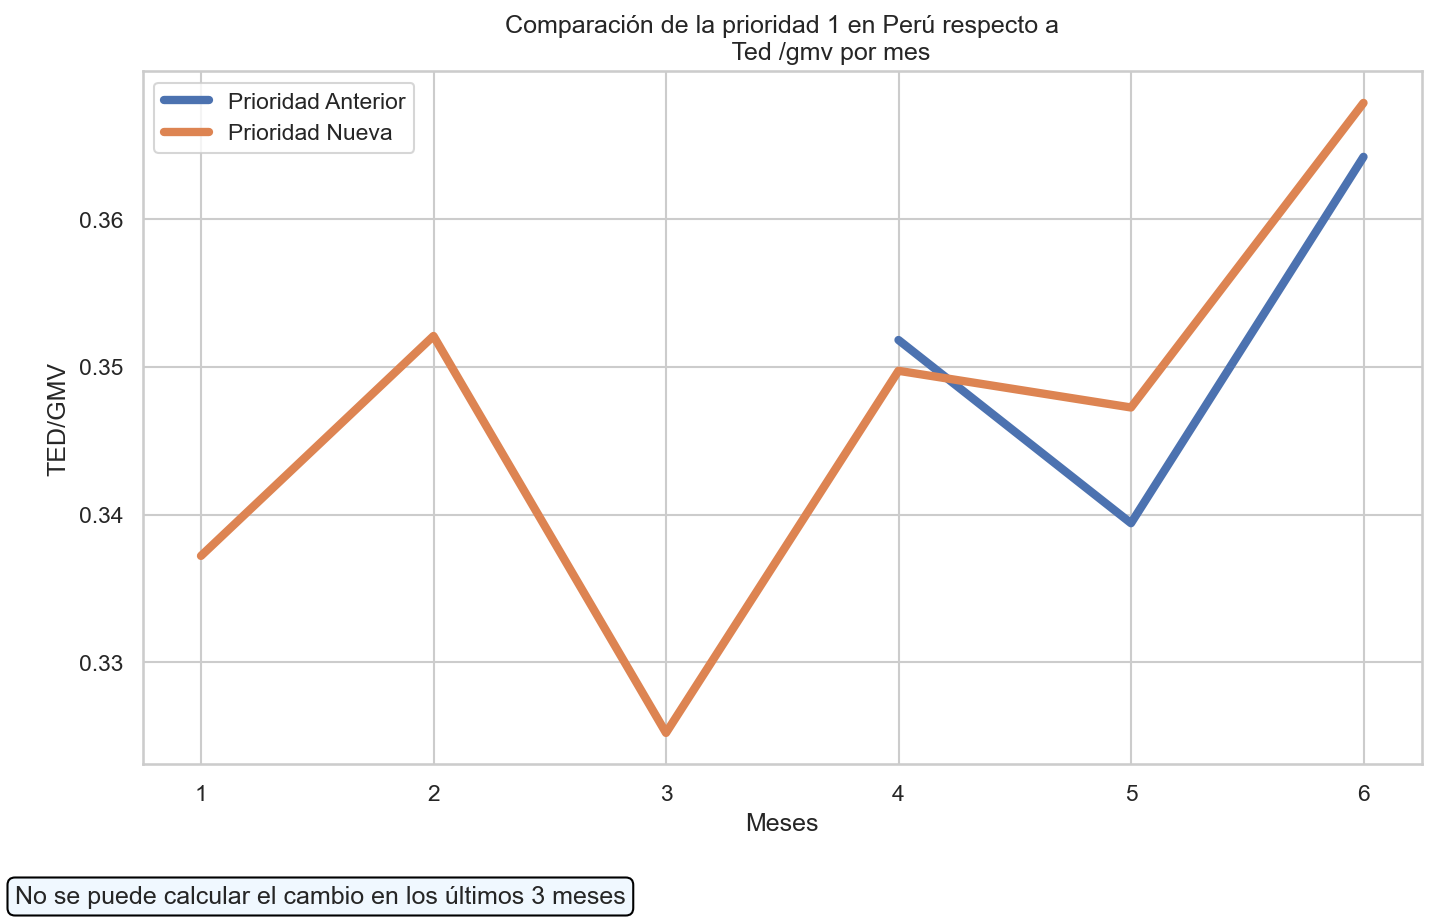 Comparación de la prioridad 1 en Perú respecto a
Ted /gmv por mes
Prioridad Anterior
Prioridad Nueva
0.36
0.35
0.34
0.33
TED/GMV
1 2 3 4 5 6
Meses
No se puede calcular el cambio en los últimos 3 meses